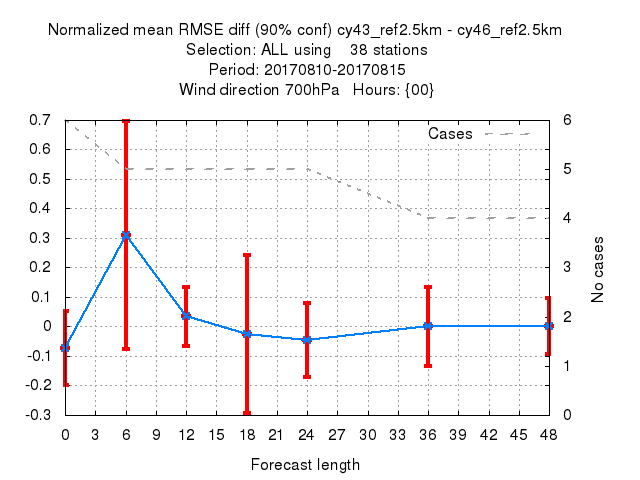 Normalized mean RMSE diff (90% conf) cy43_ref2.5km - cy46_ref2.5km
Selection: ALL using    38 stations
Period: 20170810-20170815
Wind direction 700hPa   Hours: {00}
Cases
0.7
0.6
0.5
0.4
0.3
0.2
0.1
0
-0.1
-0.2
-0.3
6
5
4
3
2
1
0
No cases
0 3 6 9 12 15 18 21 24 27 30 33 36 39 42 45 48
Forecast length